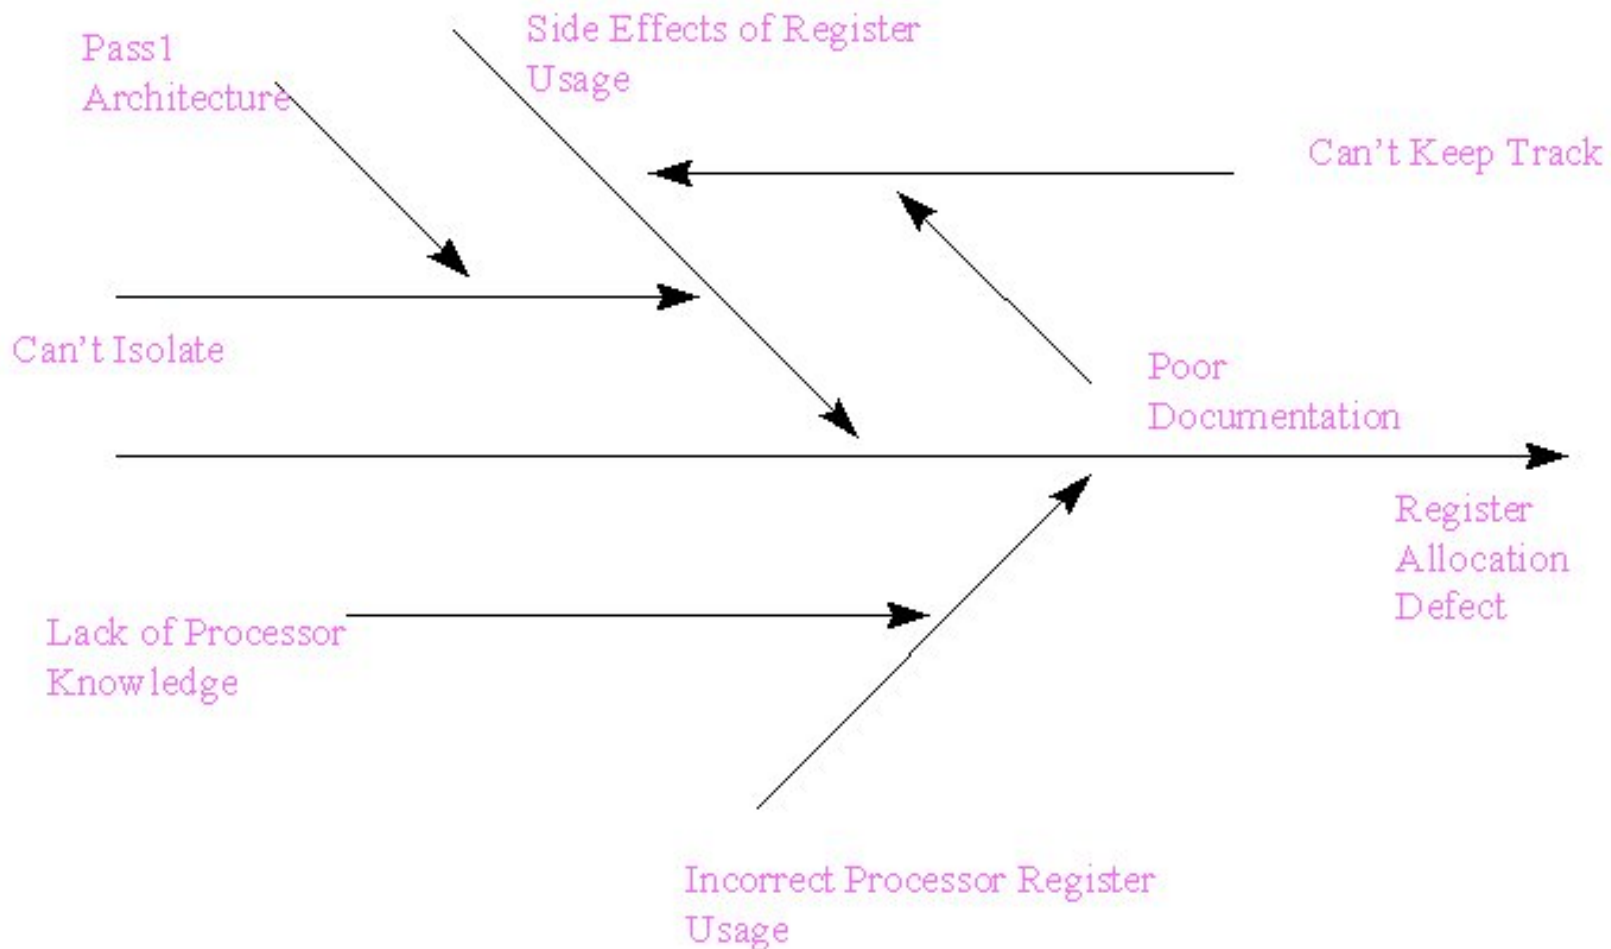 Pass1
Architecture
Side Effects of Register
Usage
Can't Keep Track
Can't Isolate
Poor
Documentation
Register
Allocation
Defect
Lack of Processor
Knowledge
Incorrect Processor Register
Usage